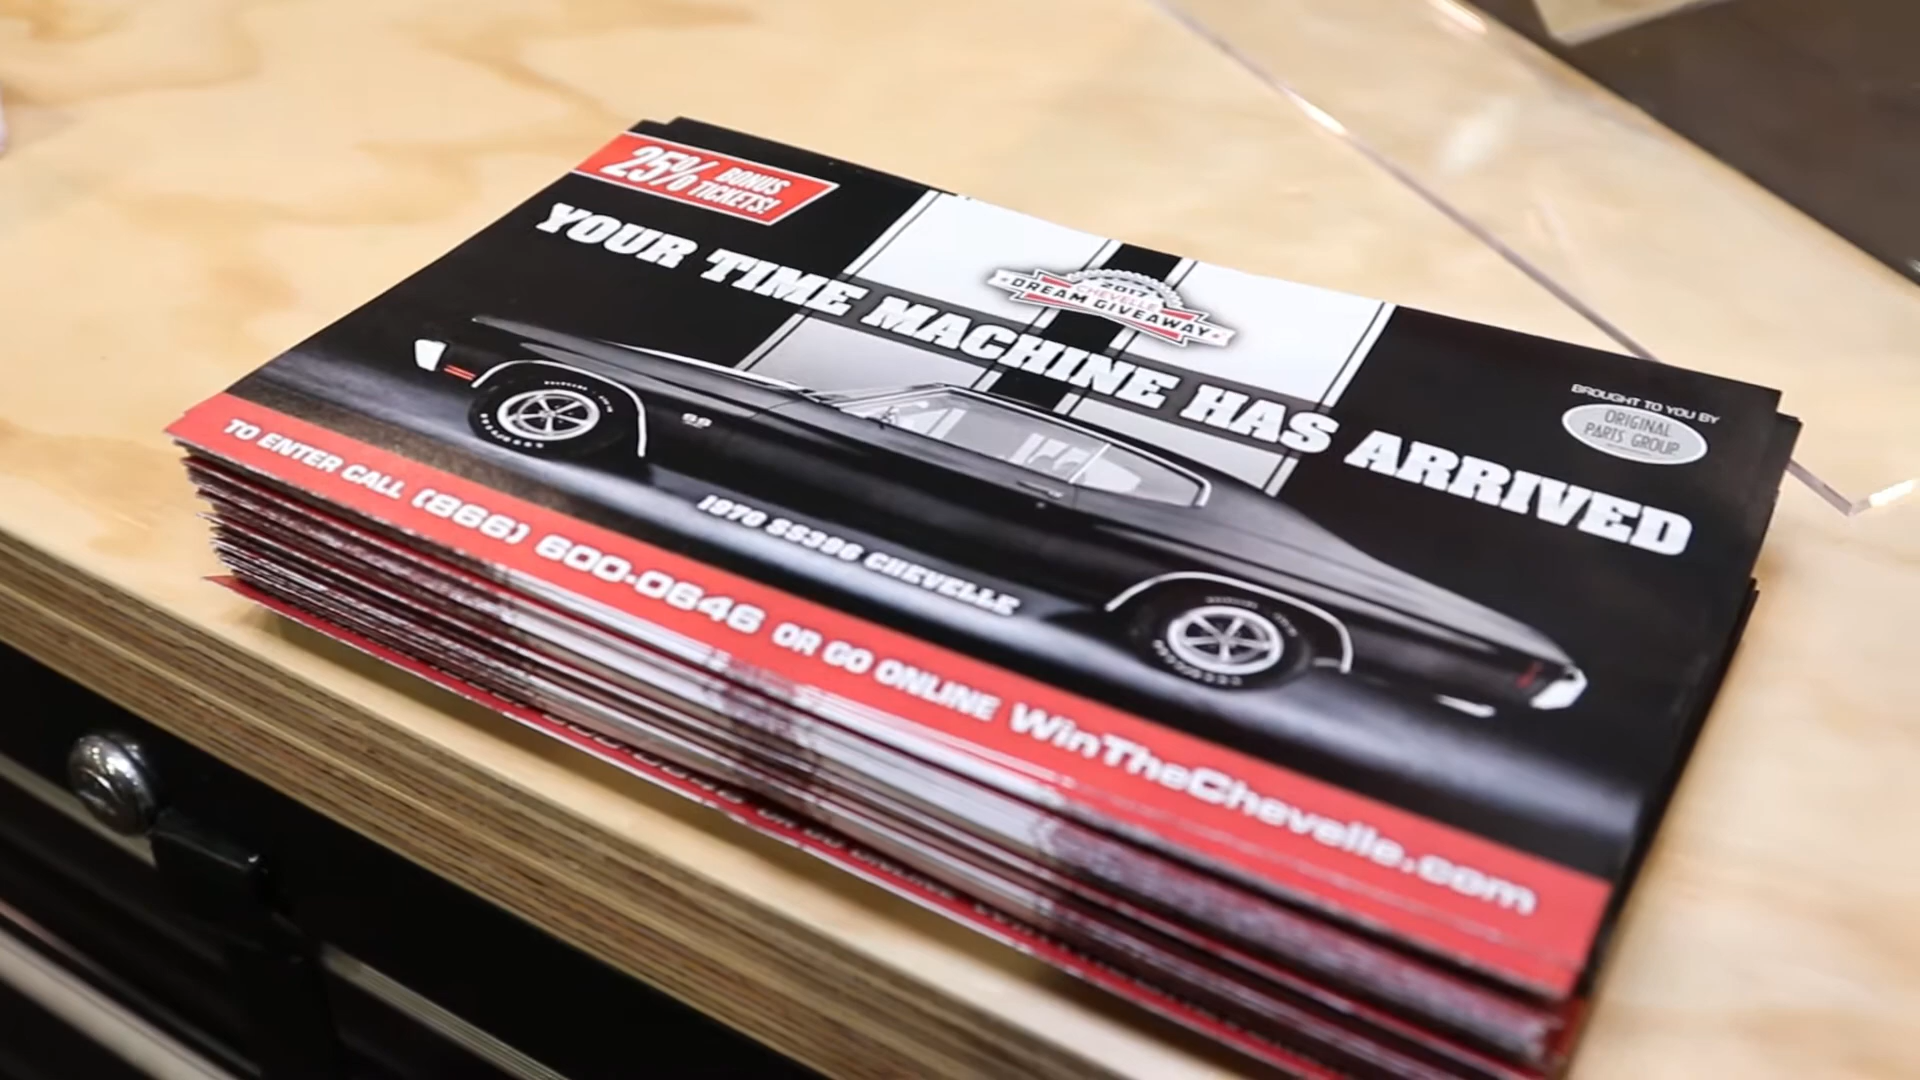 25% BONUS
TICKETS!
YOUR TIME MACHINE HAS ARRIVED
2017
CHEVELLE
DREAM GIVEAWAY
BROUGHT TO YOU BY
ORIGINAL
PARTS GROUP
SS
1970 SS396 CHEVELLE
TO ENTER CALL (866) 600-0646 OR GO ONLINE WinTheChevelle.com